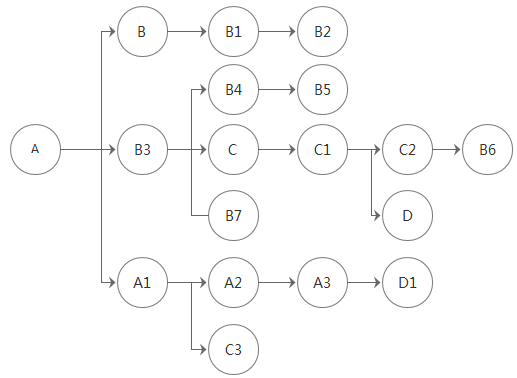 B B1 B2
B4 B5
A B3 C C1 C2 B6
B7 D
A1 A2 A3 D1
C3